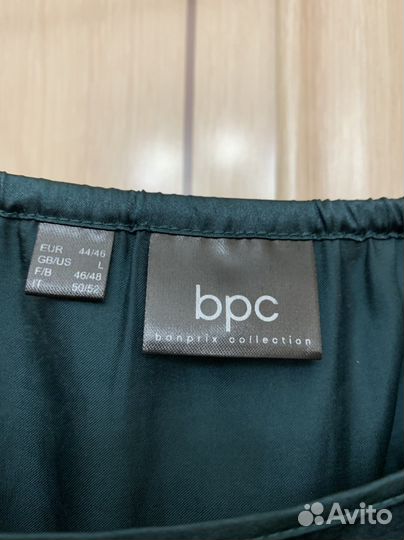 EUR 44/46
GB/US L
F/B 46/48
IT 50/52
bpc
bonprix collection
Avito